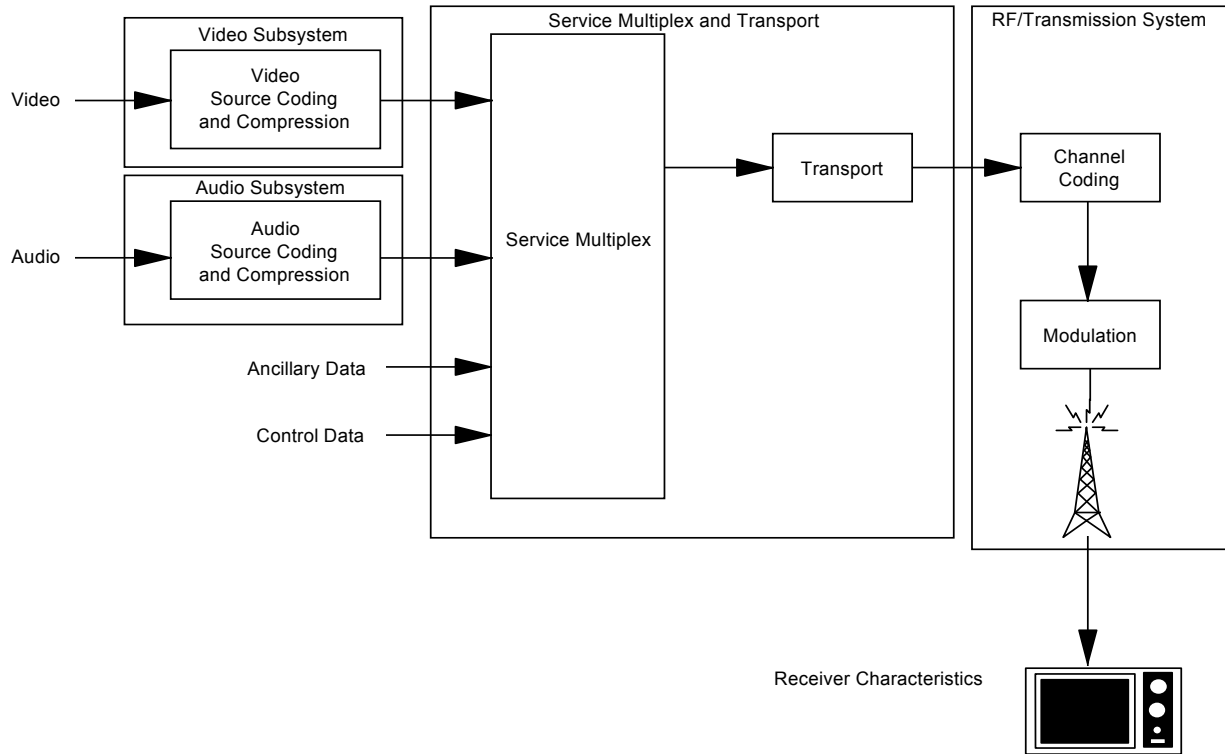 Video Subsystem
Service Multiplex and Transport
RF/Transmission System
Video
Video
Source Coding
and Compression
Audio Subsystem
Audio
Audio
Source Coding
and Compression
Ancillary Data
Control Data
Service Multiplex
Transport
Channel
Coding
Modulation
Receiver Characteristics